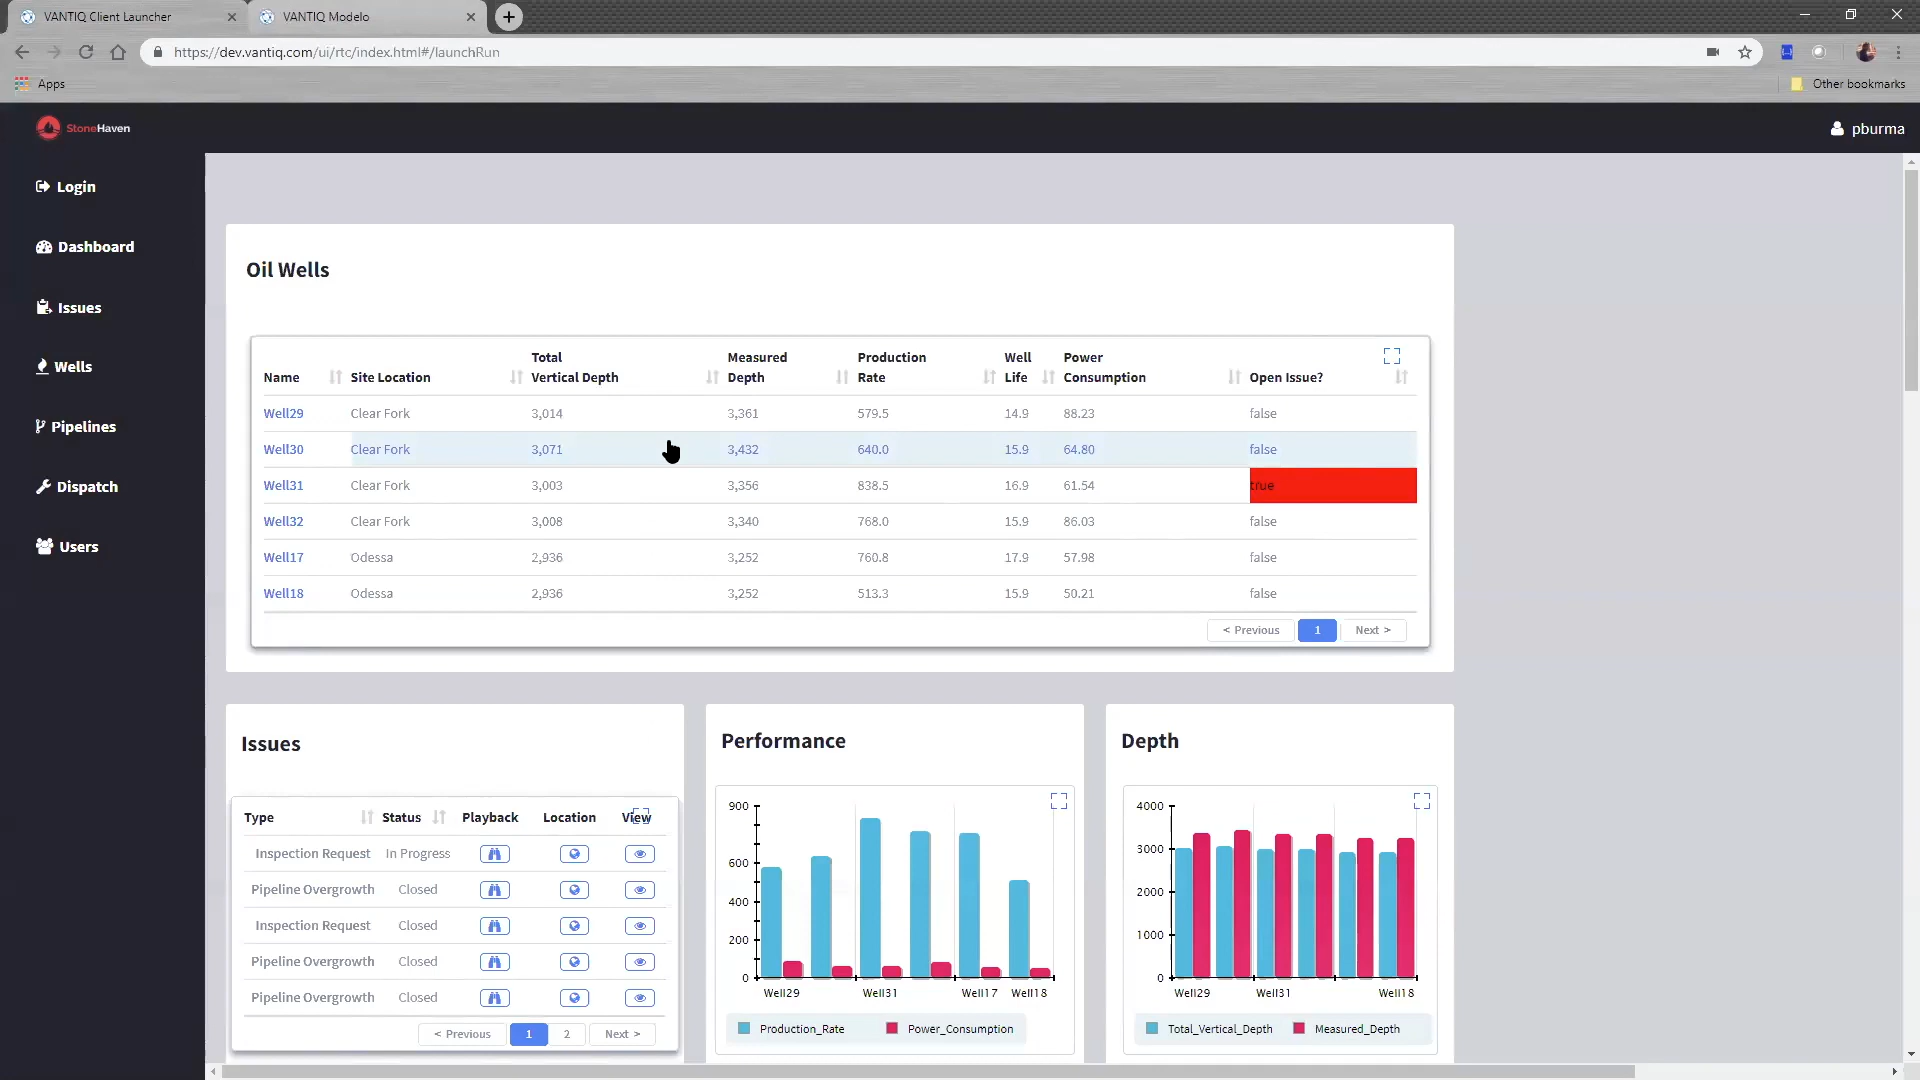 VANTIQ Client Launcher
VANTIQ Modelo
https://dev.vantiq.com/ui/rtc/index.html#/launchRun
Apps
Other bookmarks
StoneHaven
pburma
Login
Dashboard
Issues
Wells
Pipelines
Dispatch
Users
Oil Wells
Name Site Location Total Vertical Depth Measured Depth Production Rate Well Life Power Consumption Open Issue?
Well29 Clear Fork 3,014 3,361 579.5 14.9 88.23 false
Well30 Clear Fork 3,071 3,432 640.0 15.9 64.80 false
Well31 Clear Fork 3,003 3,356 838.5 16.9 61.54 true
Well32 Clear Fork 3,008 3,340 768.0 15.9 86.03 false
Well17 Odessa 2,936 3,252 760.8 17.9 57.98 false
Well18 Odessa 2,936 3,252 513.3 15.9 50.21 false
< Previous 1 Next >
Issues
Type Status Playback Location View
Inspection Request In Progress
Pipeline Overgrowth Closed
Inspection Request Closed
Pipeline Overgrowth Closed
Pipeline Overgrowth Closed
< Previous 1 2 Next >
Performance
900
600
400
200
0
Well29 Well31 Well17 Well18
Production_Rate Power_Consumption
Depth
4000
3000
2000
1000
0
Well29 Well31 Well18
Total_Vertical_Depth Measured_Depth